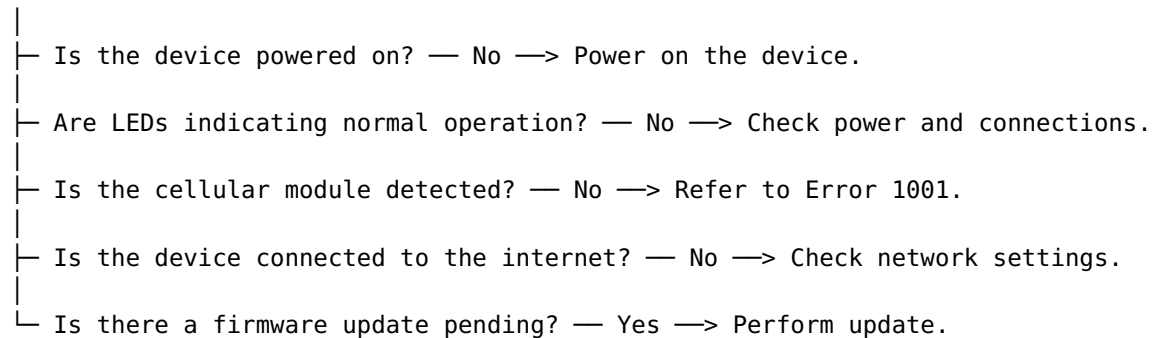 │
├─ Is the device powered on? ── No ──> Power on the device.
│
├─ Are LEDs indicating normal operation? ── No ──> Check power and connections.
│
├─ Is the cellular module detected? ── No ──> Refer to Error 1001.
│
├─ Is the device connected to the internet? ── No ──> Check network settings.
│
└─ Is there a firmware update pending? ── Yes ──> Perform update.